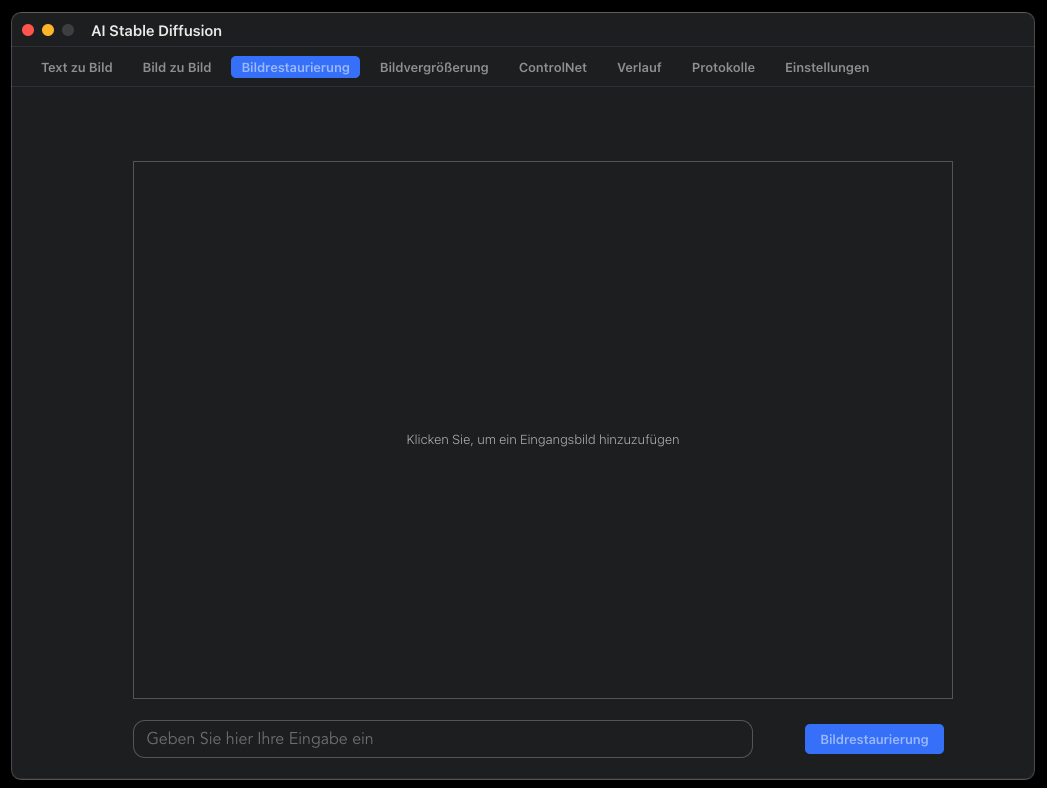 AI Stable Diffusion
Text zu Bild Bild zu Bild Bildrestaurierung Bildvergrößerung ControlNet Verlauf Protokolle Einstellungen
Klicken Sie, um ein Eingangsbild hinzuzufügen
Geben Sie hier Ihre Eingabe ein Bildrestaurierung